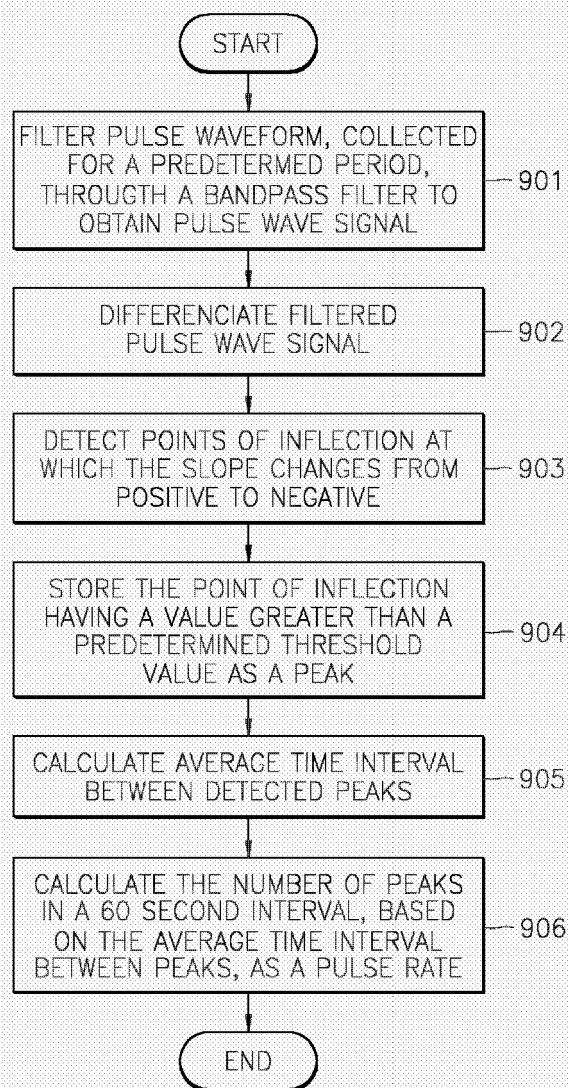 START
FILTER PULSE WAVEFORM, COLLECTED
FOR A PREDETERMED PERIOD,
THROUGTH A BANDPASS FILTER TO
OBTAIN PULSE WAVE SIGNAL
901
DIFFERENCIATE FILTERED
PULSE WAVE SIGNAL
902
DETECT POINTS OF INFLECTION AT
WHICH THE SLOPE CHANGES FROM
POSITIVE TO NEGATIVE
903
STORE THE POINT OF INFLECTION
HAVING A VALUE GREATER THAN A
PREDETERMINED THRESHOLD
VALUE AS A PEAK
904
CALCULATE AVERAGE TIME INTERVAL
BETWEEN DETECTED PEAKS
905
CALCULATE THE NUMBER OF PEAKS
IN A 60 SECOND INTERVAL, BASED
ON THE AVERAGE TIME INTERVAL
BETWEEN PEAKS, AS A PULSE RATE
906
END